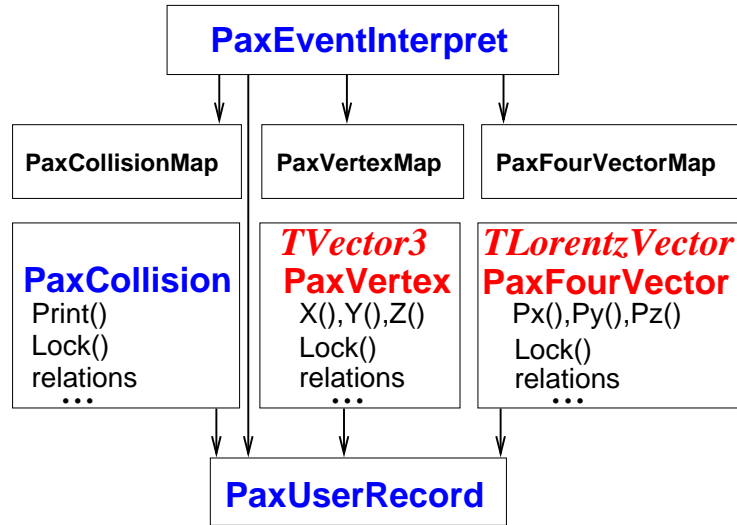 PaxEventInterpret
PaxCollisionMap
PaxVertexMap
PaxFourVectorMap
PaxCollision
Print()
Lock()
relations
...
TVector3
PaxVertex
X(),Y(),Z()
Lock()
relations
...
TLorentzVector
PaxFourVector
Px(),Py(),Pz()
Lock()
relations
...
PaxUserRecord